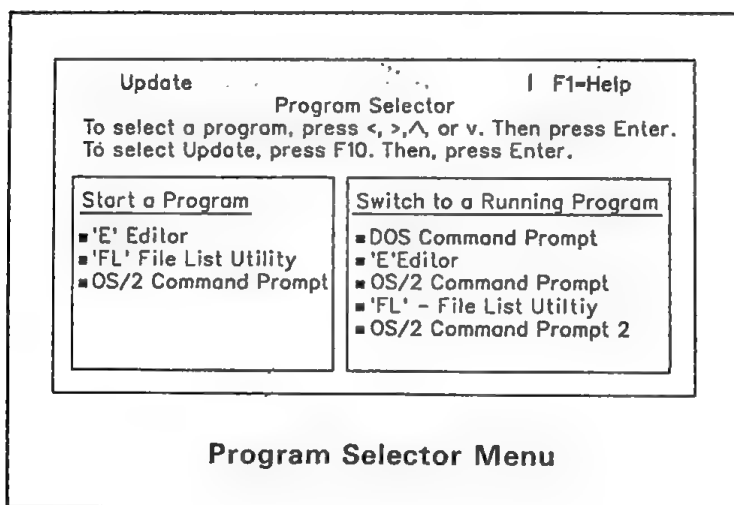 Update | F1=Help
Program Selector
To select a program, press <, >,^, or v. Then press Enter.
To select Update, press F10. Then, press Enter.
Start a Program
■ 'E' Editor
■ 'FL' File List Utility
■ OS/2 Command Prompt
Switch to a Running Program
■ DOS Command Prompt
■ 'E'Editor
■ OS/2 Command Prompt
■ 'FL' - File List Utiltiy
■ OS/2 Command Prompt 2
Program Selector Menu